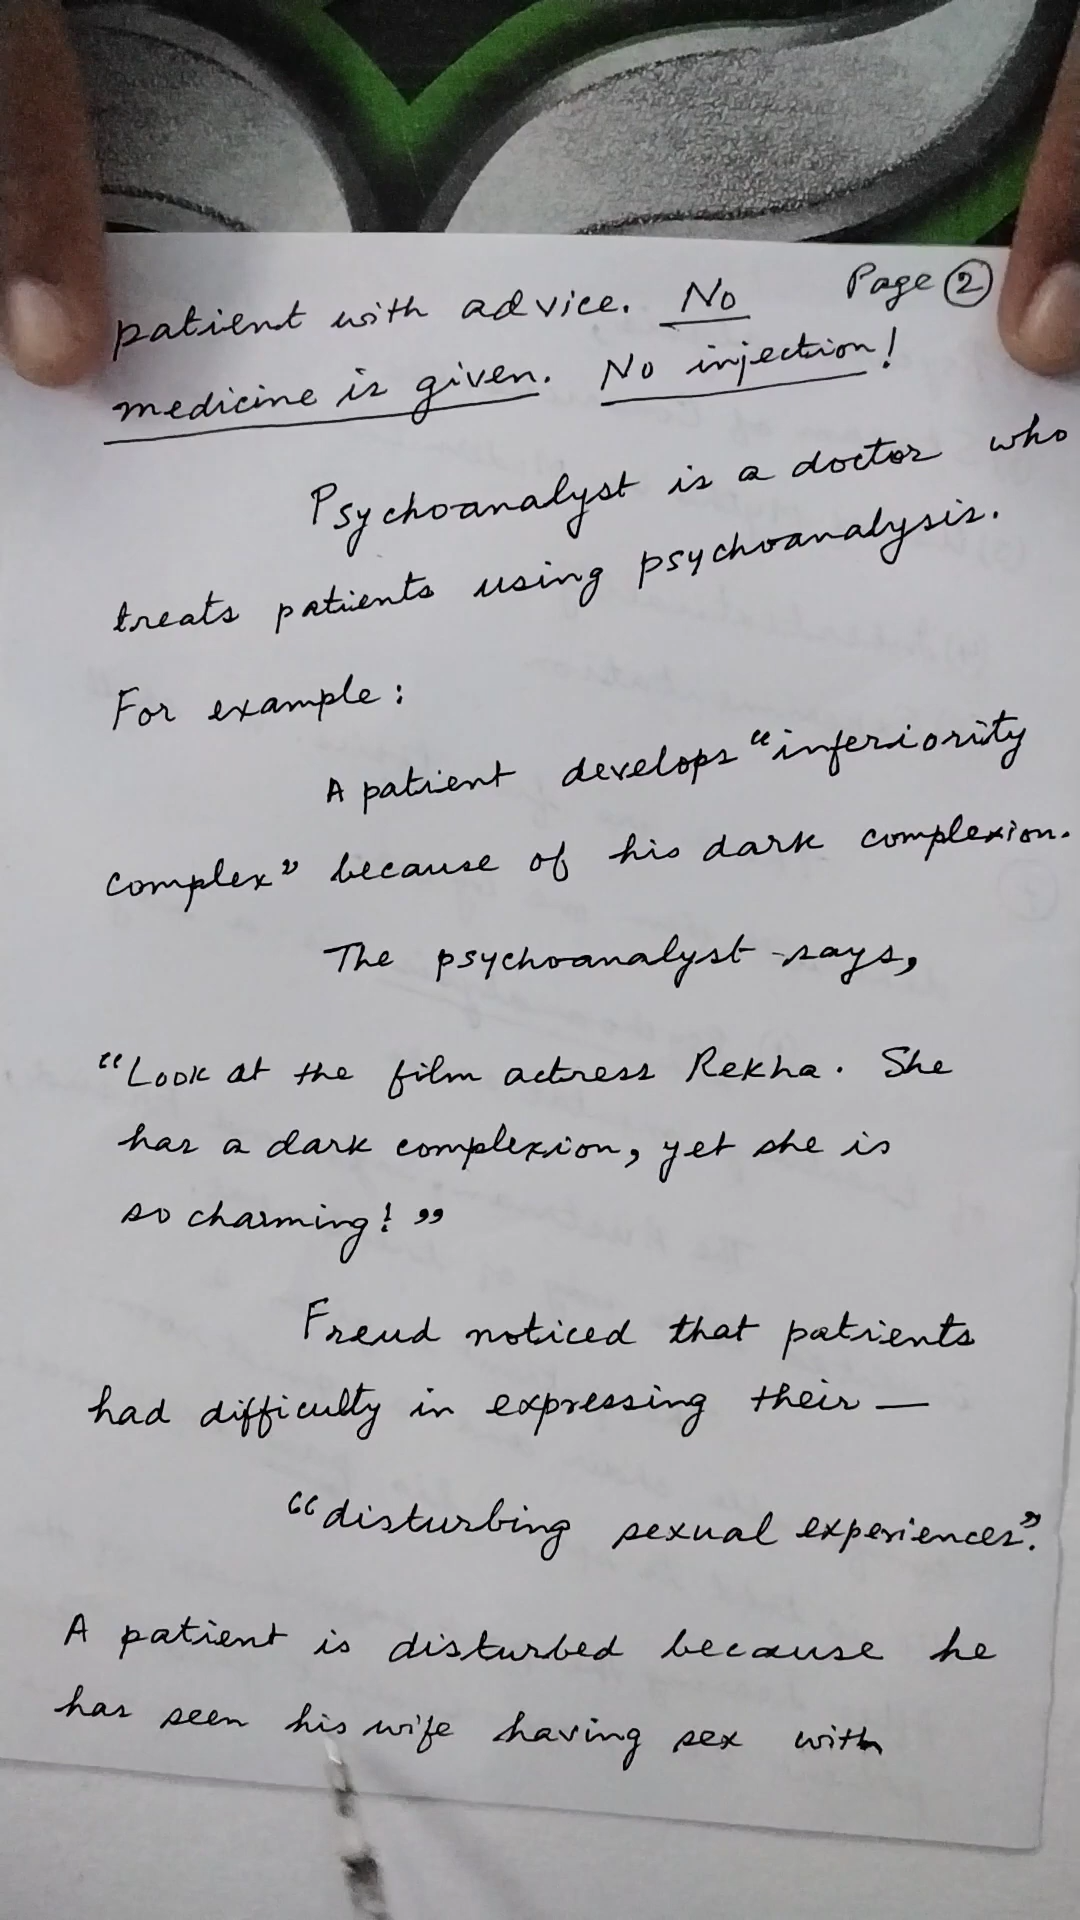 Page 2
patient with advice. No
medicine is given. No injection!
Psychoanalyst is a doctor who
treats patients using psychoanalysis.
For example:
A patient develops "inferiority
complex" because of his dark complexion.
The psychoanalyst says,
"Look at the film actress Rekha. She
has a dark complexion, yet she is
so charming!"
Freud noticed that patients
had difficulty in expressing their —
"disturbing sexual experiences".
A patient is disturbed because he
has seen his wife having sex with